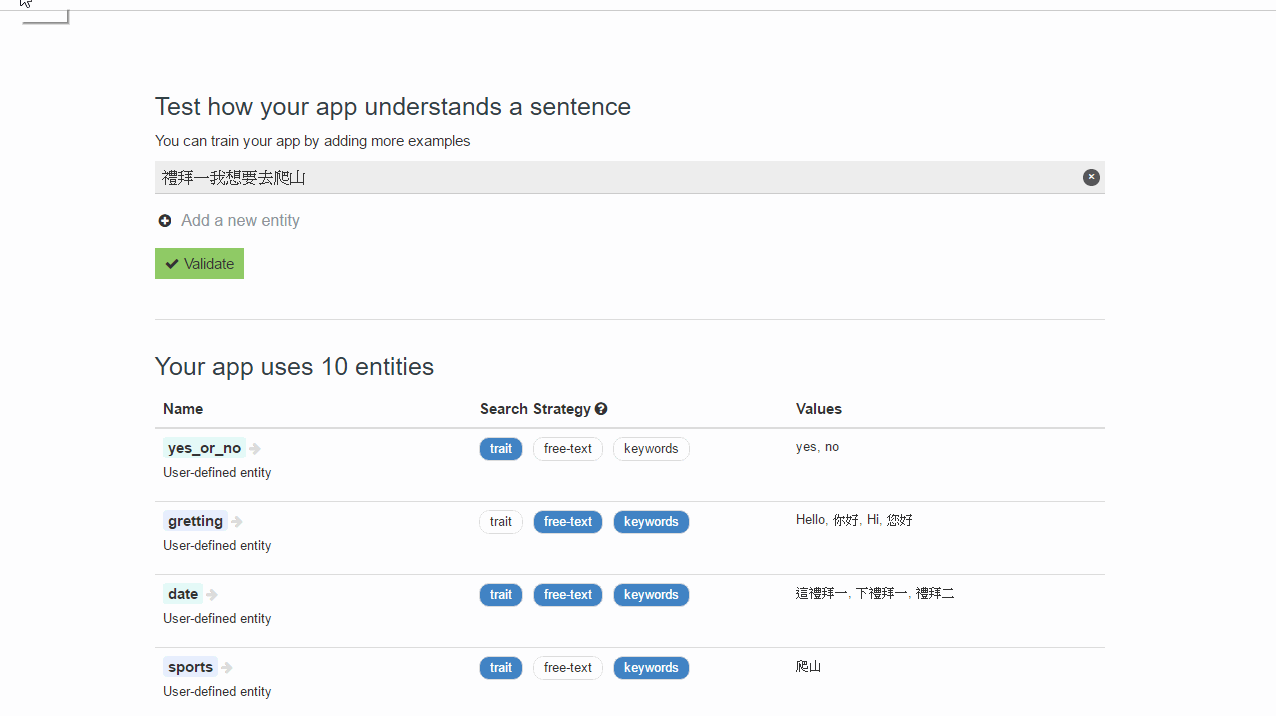 Test how your app understands a sentence
You can train your app by adding more examples
禮拜一我想要去爬山
Add a new entity
Validate
Your app uses 10 entities
Name Search Strategy Values
yes_or_no trait free-text keywords yes, no
User-defined entity
gretting trait free-text keywords Hello, 你好, Hi, 您好
User-defined entity
date trait free-text keywords 這禮拜一, 下禮拜一, 禮拜二
User-defined entity
sports trait free-text keywords 爬山
User-defined entity